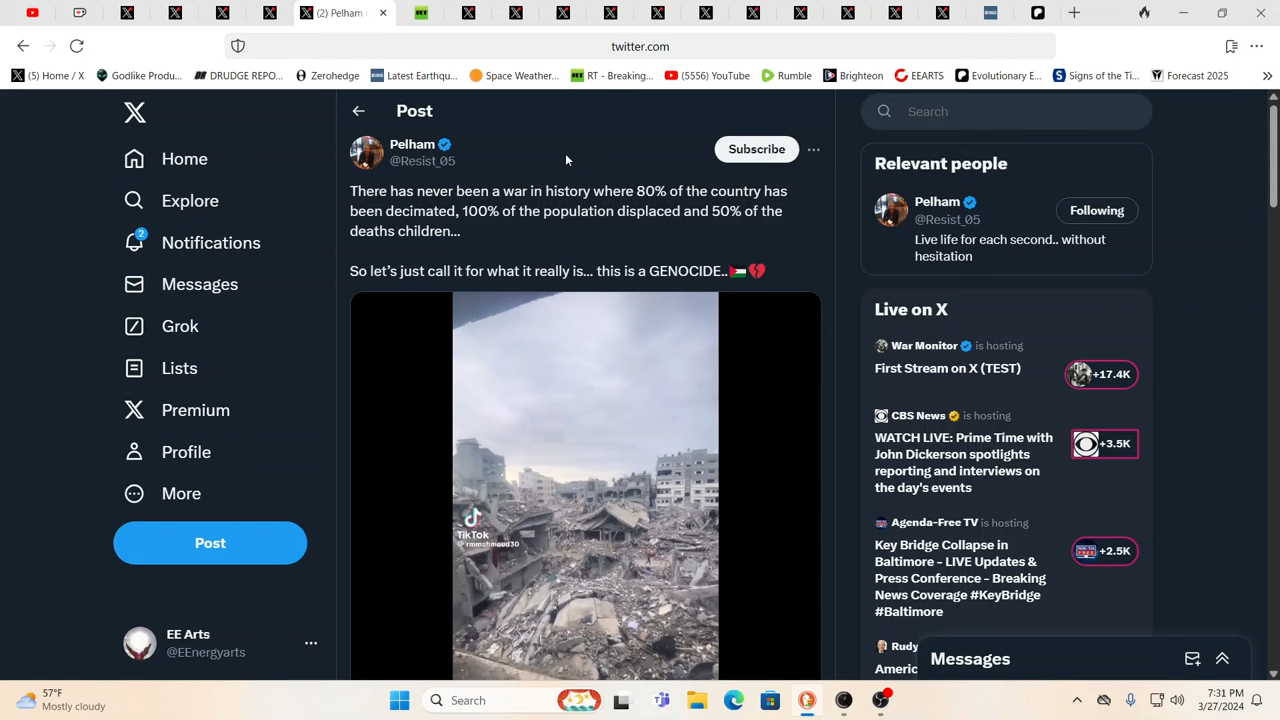 (2) Pelham
twitter.com
(5) Home / X
Godlike Produ...
DRUDGE REPO...
Zerohedge
Latest Earthqu...
Space Weather...
RT - Breaking...
(5556) YouTube
Rumble
Brighteon
EEARTS
Evolutionary E...
Signs of the Ti...
Forecast 2025
Home
Explore
2
Notifications
Messages
Grok
Lists
Premium
Profile
More
Post
EE Arts
@EEnergyarts
Post
Pelham
@Resist_05
Subscribe
There has never been a war in history where 80% of the country has
been decimated, 100% of the population displaced and 50% of the
deaths children...
So let’s just call it for what it really is... this is a GENOCIDE..
TikTok
@rmmahmoud30
Search
Relevant people
Pelham
@Resist_05
Following
Live life for each second.. without
hesitation
Live on X
War Monitor is hosting
First Stream on X (TEST)
+17.4K
CBS News is hosting
WATCH LIVE: Prime Time with
John Dickerson spotlights
reporting and interviews on
the day's events
+3.5K
Agenda-Free TV is hosting
Key Bridge Collapse in
Baltimore - LIVE Updates &
Press Conference - Breaking
News Coverage #KeyBridge
#Baltimore
+2.5K
Rudy
Americ
Messages
57°F
Mostly cloudy
Search
7:31 PM
3/27/2024